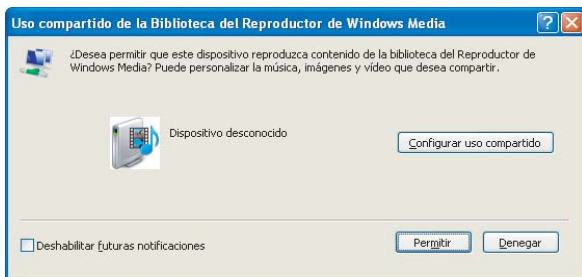 Uso compartido de la Biblioteca del Reproductor de Windows Media
¿Desea permitir que este dispositivo reproduzca contenido de la biblioteca del Reproductor de
Windows Media? Puede personalizar la música, imágenes y vídeo que desea compartir.
Dispositivo desconocido
Configurar uso compartido
Deshabilitar futuras notificaciones
Permitir
Denegar